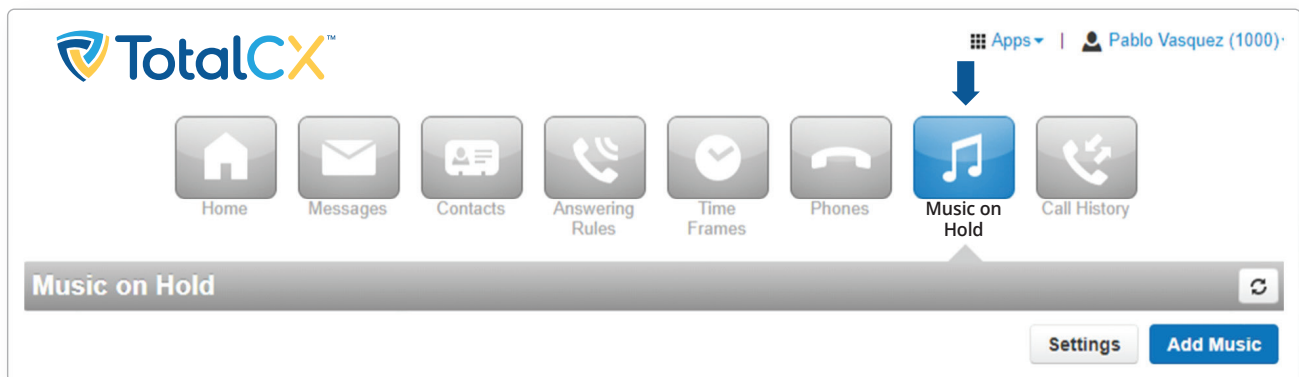 TotalCX™
Apps | Pablo Vasquez (1000)
Home
Messages
Contacts
Answering
Rules
Time
Frames
Phones
Music on
Hold
Call History
Music on Hold
Settings
Add Music